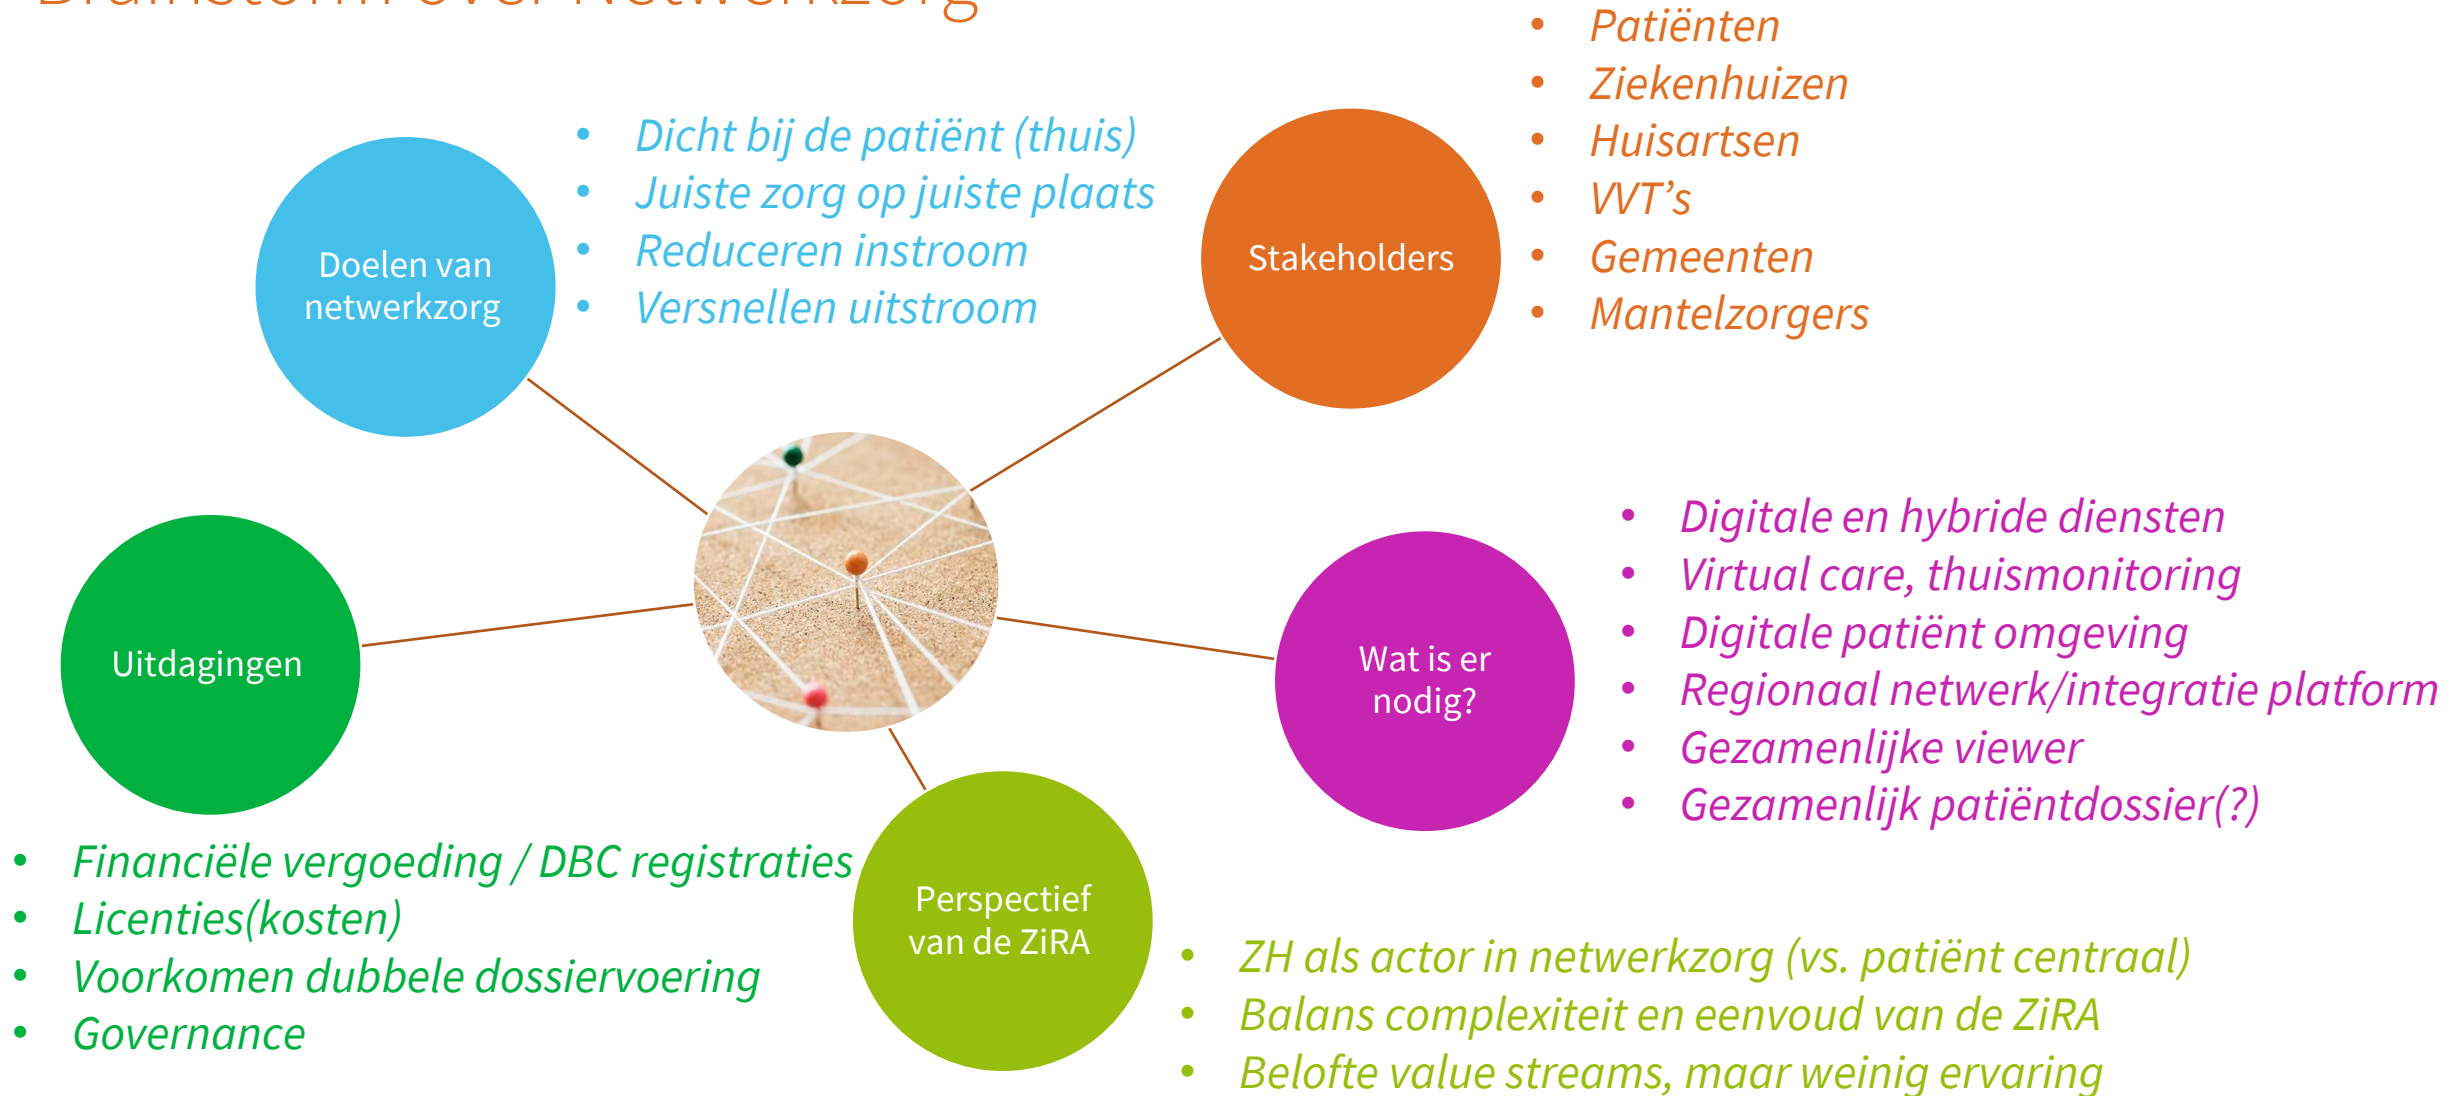 Brainstorm over Netwerkzorg
Doelen van
netwerkzorg
• Dicht bij de patiënt (thuis)
• Juiste zorg op juiste plaats
• Reduceren instroom
• Versnellen uitstroom
Stakeholders
• Patiënten
• Ziekenhuizen
• Huisartsen
• VVT’s
• Gemeenten
• Mantelzorgers
Wat is er
nodig?
• Digitale en hybride diensten
• Virtual care, thuismonitoring
• Digitale patiënt omgeving
• Regionaal netwerk/integratie platform
• Gezamenlijke viewer
• Gezamenlijk patiëntdossier(?)
Uitdagingen
• Financiële vergoeding / DBC registraties
• Licenties(kosten)
• Voorkomen dubbele dossiervoering
• Governance
Perspectief
van de ZiRA
• ZH als actor in netwerkzorg (vs. patiënt centraal)
• Balans complexiteit en eenvoud van de ZiRA
• Belofte value streams, maar weinig ervaring